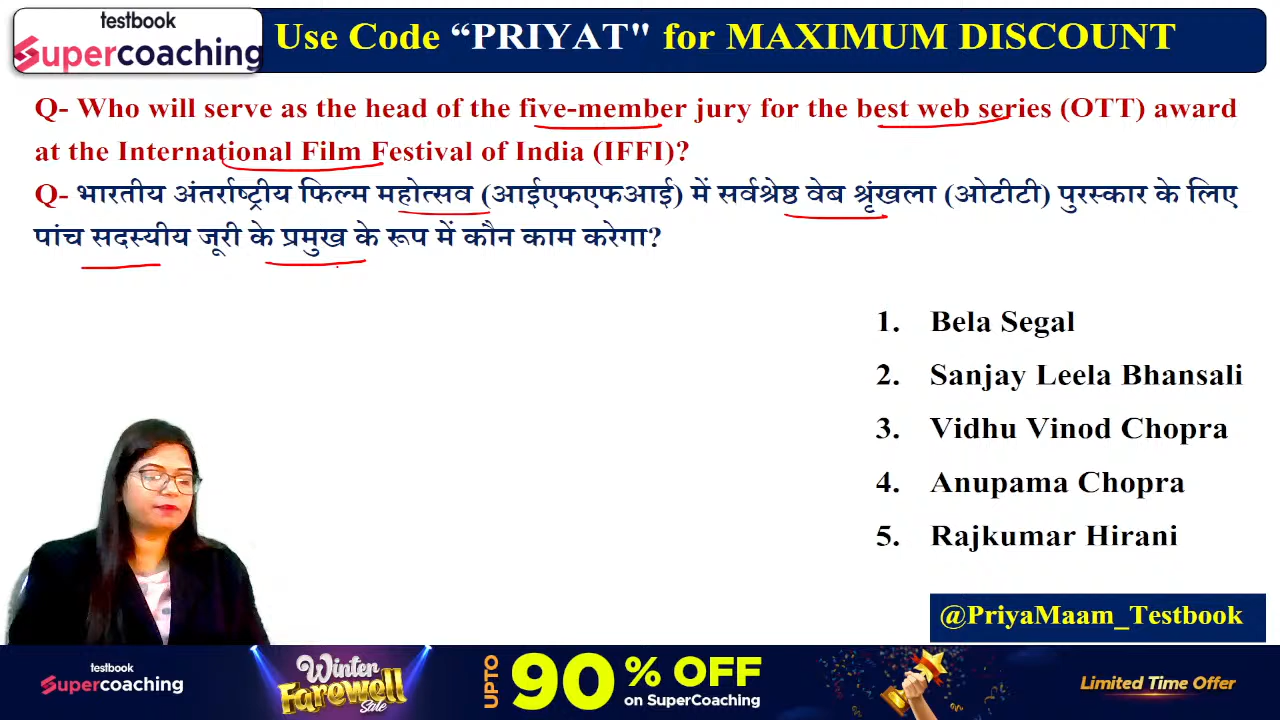 testbook
Supercoaching
Use Code “PRIYAT" for MAXIMUM DISCOUNT
Q- Who will serve as the head of the five-member jury for the best web series (OTT) award
at the International Film Festival of India (IFFI)?
Q- भारतीय अंतर्राष्ट्रीय फिल्म महोत्सव (आईएफएफआई) में सर्वश्रेष्ठ वेब श्रृंखला (ओटीटी) पुरस्कार के लिए
पांच सदस्यीय जूरी के प्रमुख के रूप में कौन काम करेगा?
1. Bela Segal
2. Sanjay Leela Bhansali
3. Vidhu Vinod Chopra
4. Anupama Chopra
5. Rajkumar Hirani
@PriyaMaam_Testbook
testbook
Supercoaching
Winter
Farewell
Sale
UPTO 90% OFF
on SuperCoaching
Limited Time Offer